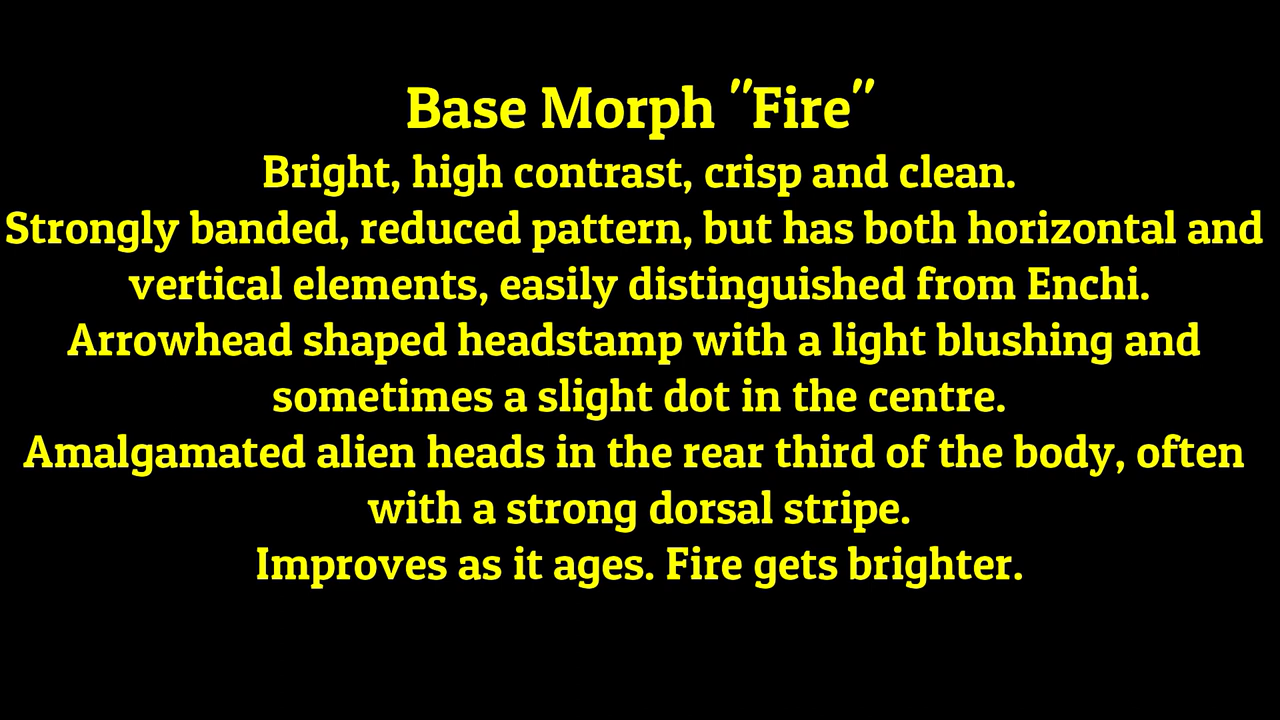 Base Morph "Fire"
Bright, high contrast, crisp and clean.
Strongly banded, reduced pattern, but has both horizontal and
vertical elements, easily distinguished from Enchi.
Arrowhead shaped headstamp with a light blushing and
sometimes a slight dot in the centre.
Amalgamated alien heads in the rear third of the body, often
with a strong dorsal stripe.
Improves as it ages. Fire gets brighter.